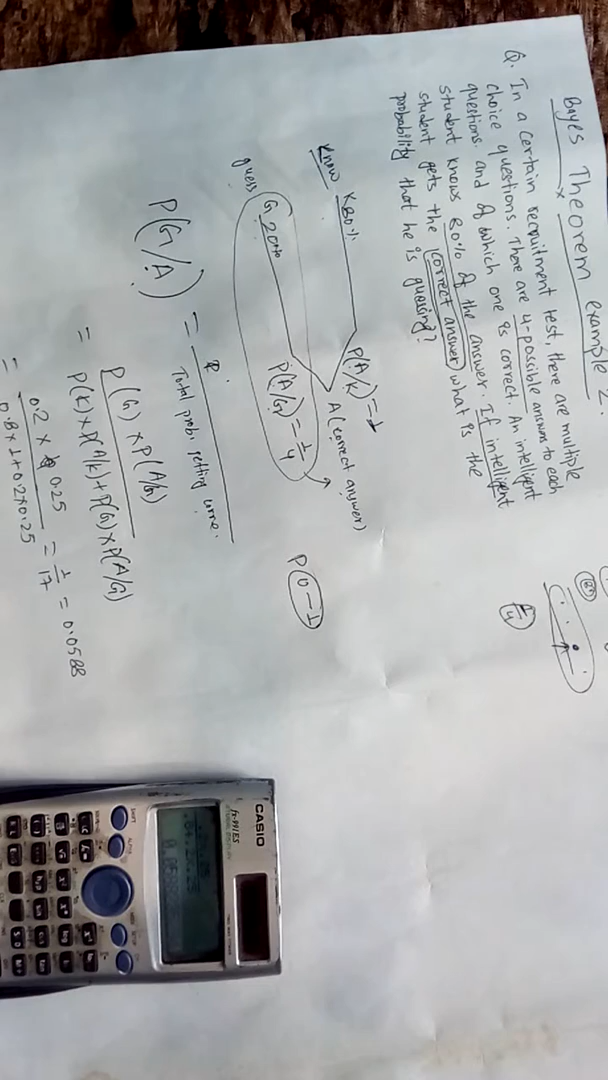 Bayes Theorem example 2.
Q. In a certain recruitment test, there are multiple
choice questions. There are 4-possible answers to each
questions and of which one is correct. An intelligent
student knows 80% of the answer. If intelligent
student gets the correct answer what is the
probability that he is guessing?
Know K 80%
P(A/K) = 1
A (correct answer)
guess G 20%
P(A/G) = 1/4
P(0-1
P(G/A) =
Total prob. getting
= P(G) × P(A/G)
P(K) × P(A/K) + P(G) × P(A/G)
= 0.2 × 0.25
0.8 × 1 + 0.2 × 0.25
= 1/17 = 0.0588
CASIO
fx-991ES